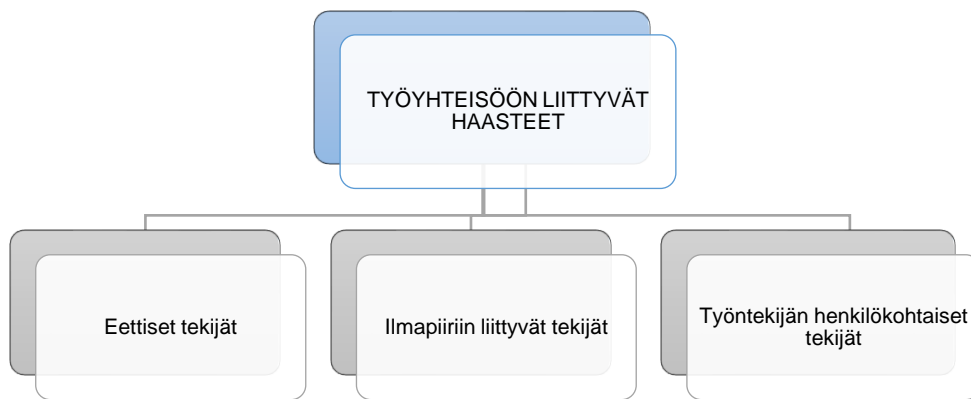 TYÖYHTEISÖÖN LIITTYVÄT
HAASTEET
Eettiset tekijät
Ilmapiiriin liittyvät tekijät
Työntekijän henkilökohtaiset
tekijät